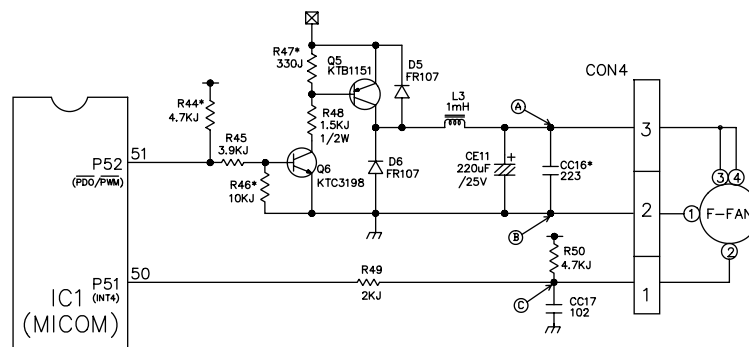 R47*
330J
Q5
KTB1151
D5
FR107
CON4
L3
1mH
A
R44*
4.7KJ
R48
1.5KJ
1/2W
3
51
R45
3.9KJ
P52
(PDO/PWM)
Q6
KTC3198
D6
FR107
CE11
220uF
/25V
+
CC16*
223
3
4
R46*
10KJ
2
1
F-FAN
B
2
R50
4.7KJ
50
P51
(INT4)
R49
2KJ
C
1
CC17
102
IC1
(MICOM)